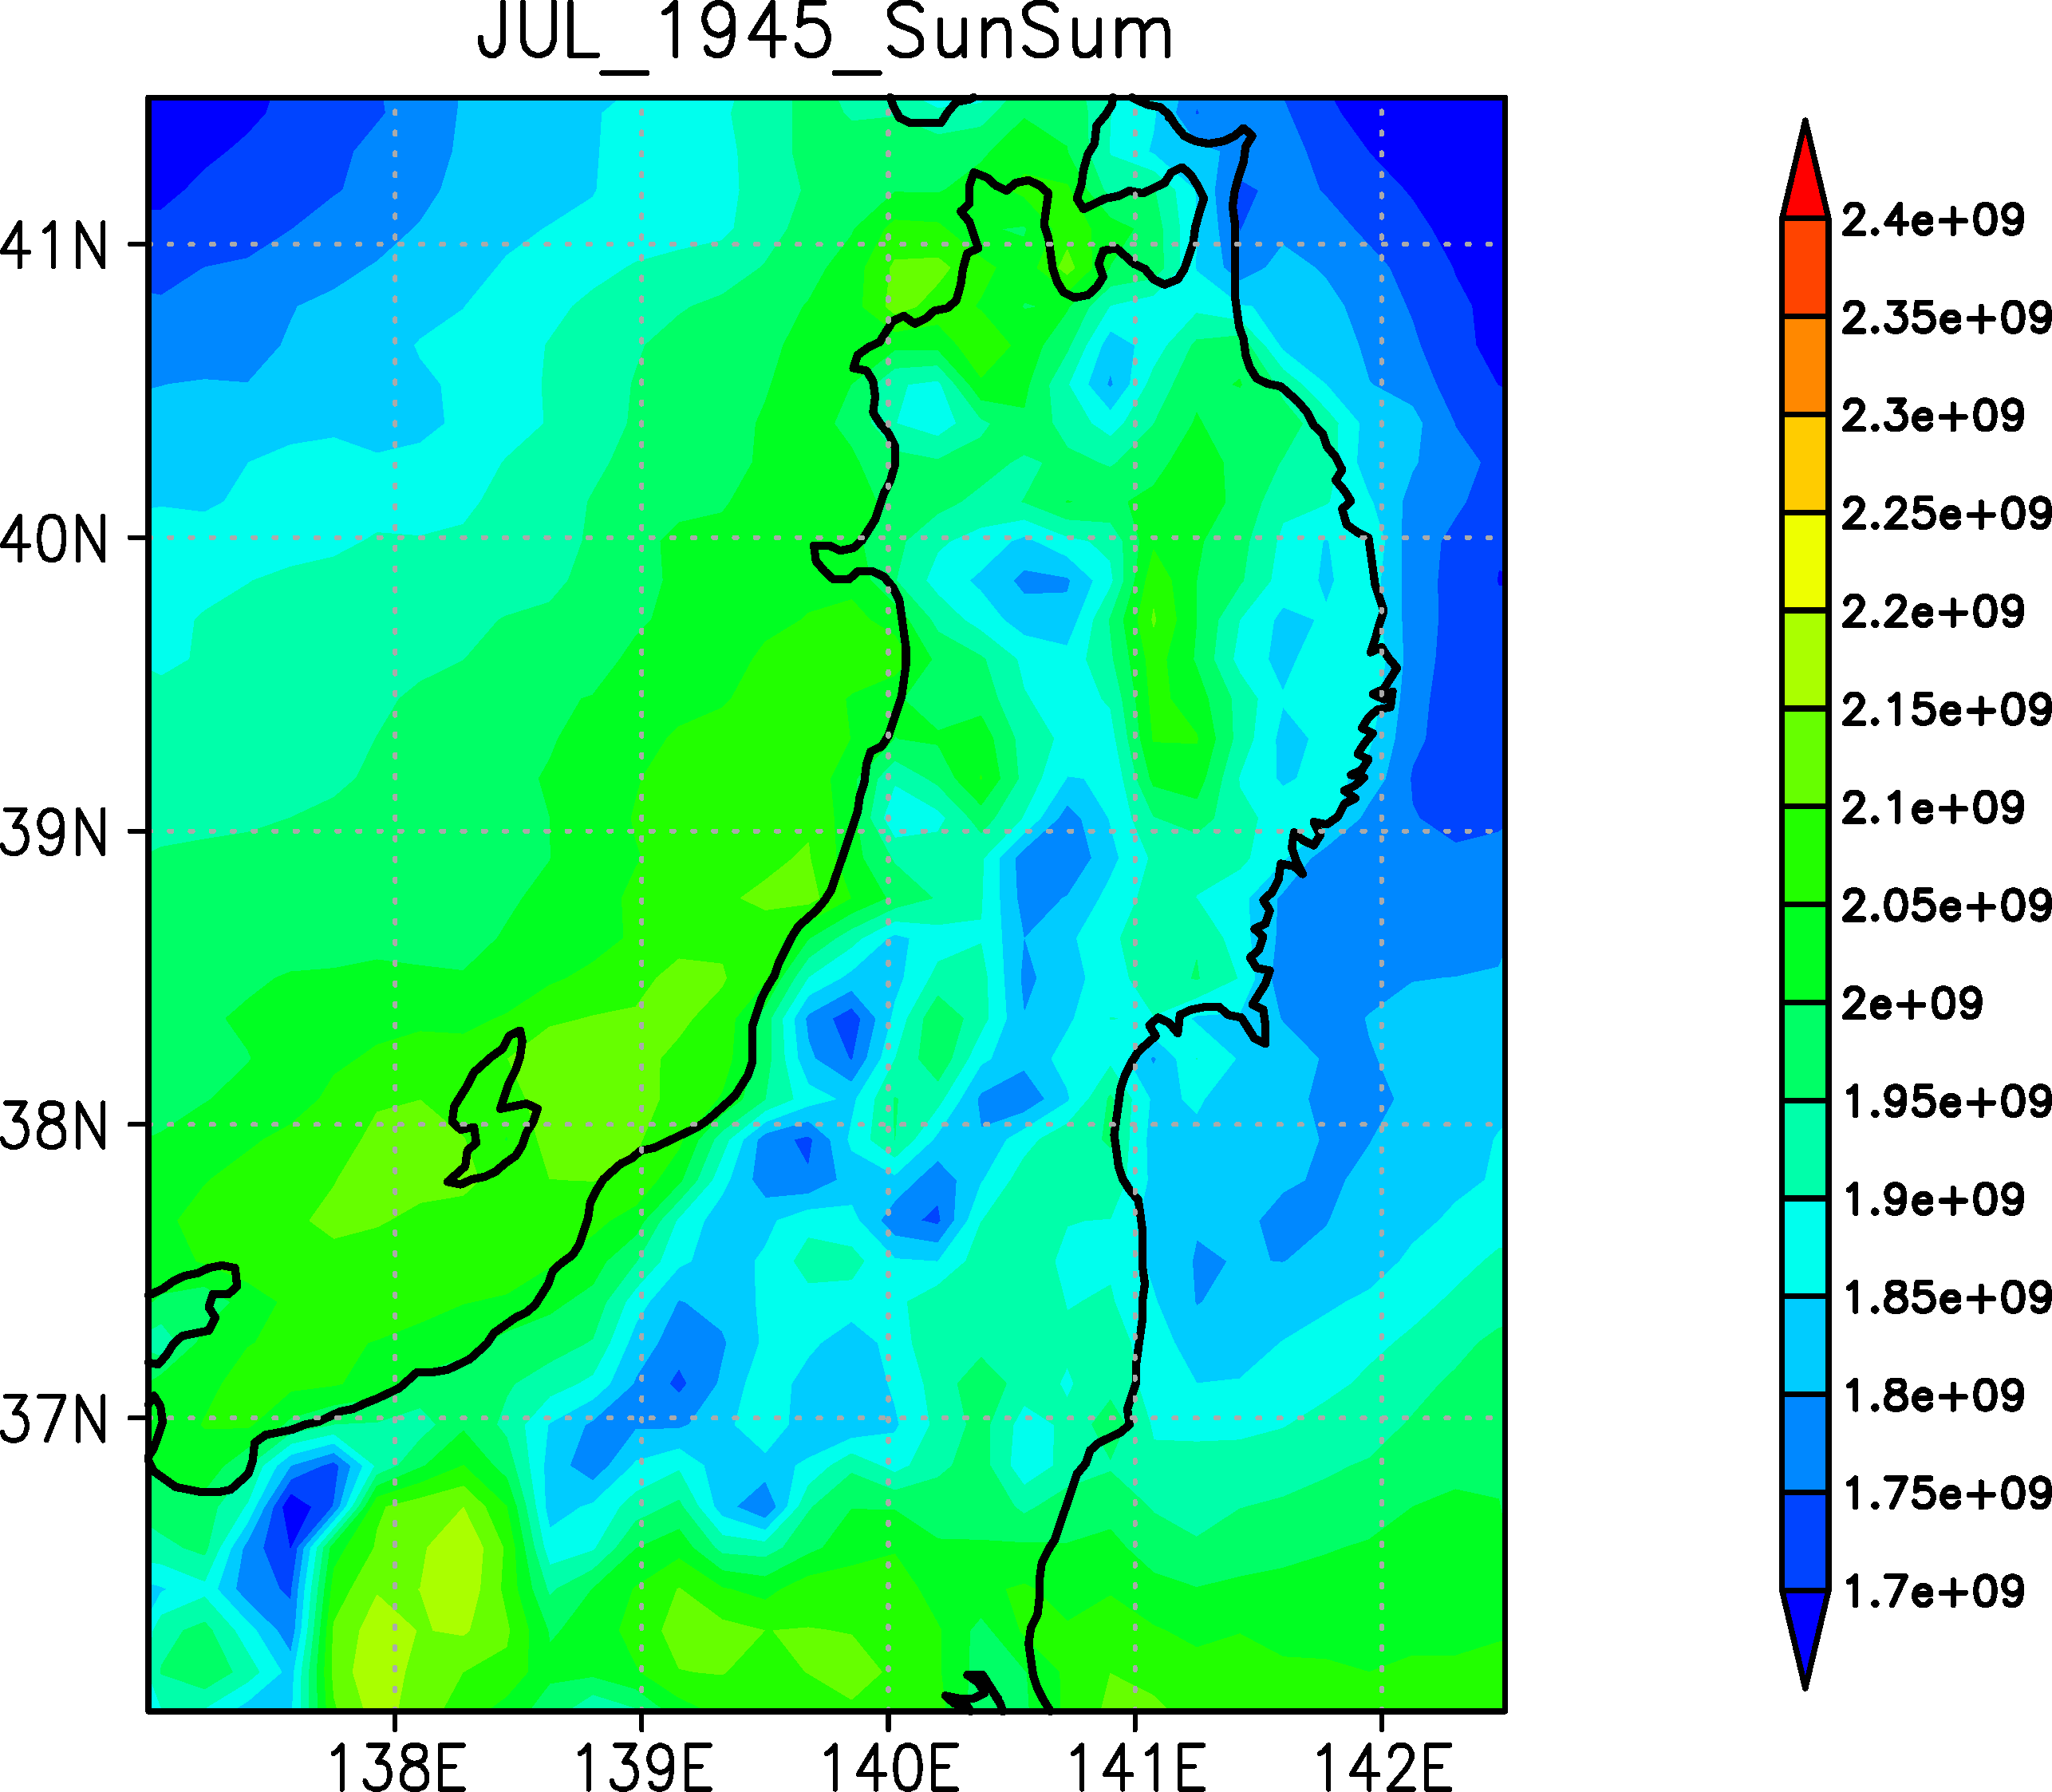 JUL_1945_SunSum
41N
40N
39N
38N
37N
138E 139E 140E 141E 142E
2.4e+09
2.35e+09
2.3e+09
2.25e+09
2.2e+09
2.15e+09
2.1e+09
2.05e+09
2e+09
1.95e+09
1.9e+09
1.85e+09
1.8e+09
1.75e+09
1.7e+09